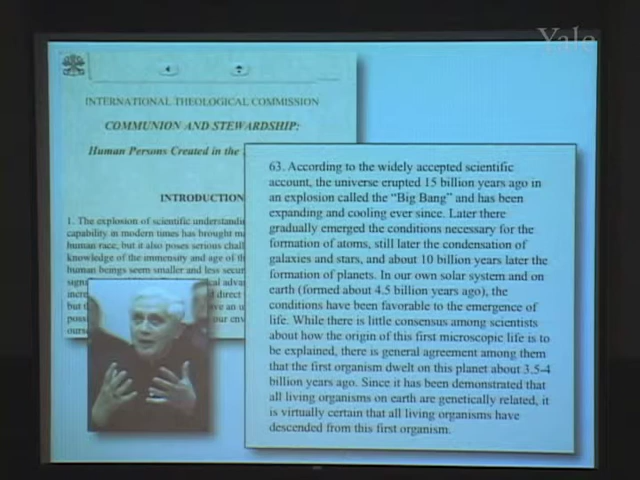 Yale
INTERNATIONAL THEOLOGICAL COMMISSION
COMMUNION AND STEWARDSHIP:
Human Persons Created in the
INTRODUCTION
1. The explosion of scientific
capability in modern times has brought
human race, but it also poses serious
knowledge of the immensity and age of
human beings seem smaller and less
63. According to the widely accepted scientific
account, the universe erupted 15 billion years ago in
an explosion called the “Big Bang” and has been
expanding and cooling ever since. Later there
gradually emerged the conditions necessary for the
formation of atoms, still later the condensation of
galaxies and stars, and about 10 billion years later the
formation of planets. In our own solar system and on
earth (formed about 4.5 billion years ago), the
conditions have been favorable to the emergence of
life. While there is little consensus among scientists
about how the origin of this first microscopic life is to
be explained, there is general agreement among them
that the first organism dwelt on this planet about 3.5-4
billion years ago. Since it has been demonstrated that
all living organisms on earth are genetically related, it
is virtually certain that all living organisms have
descended from this first organism.